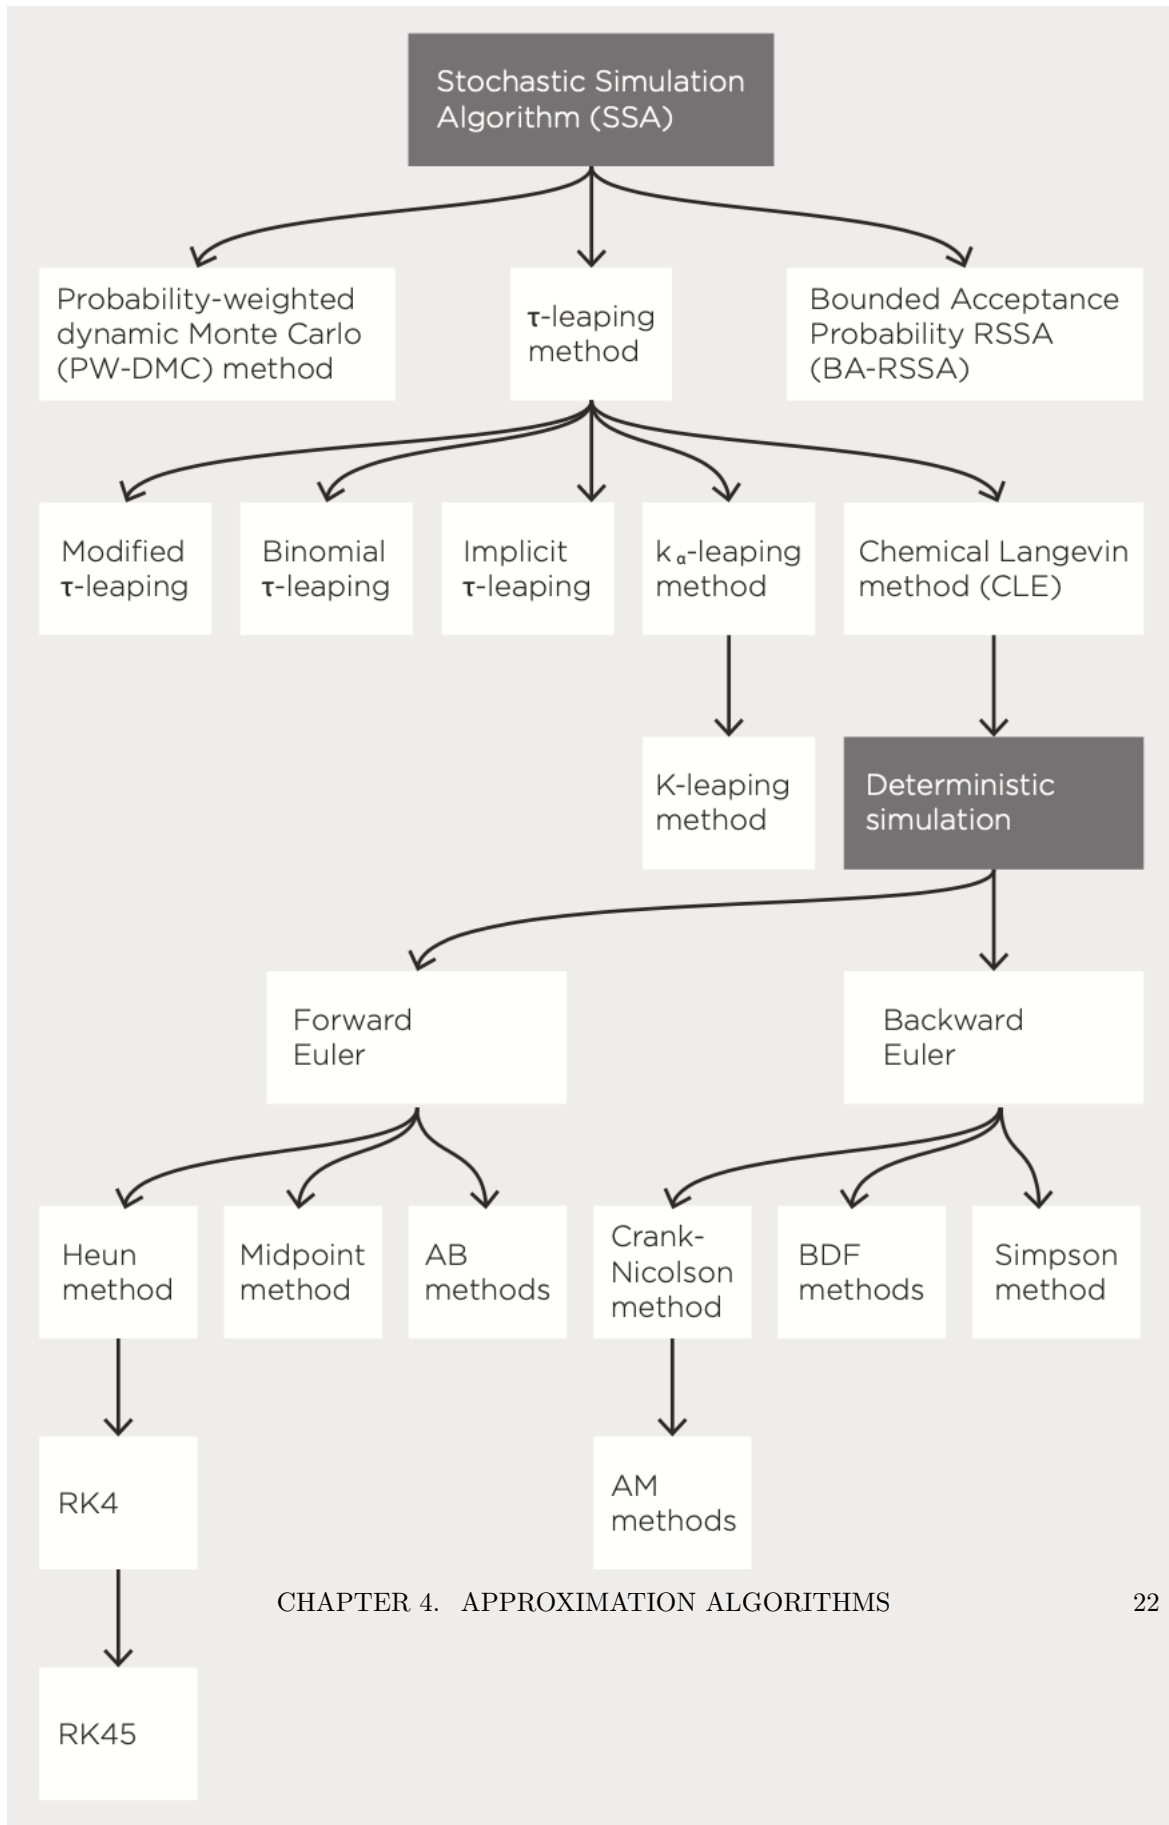 Stochastic Simulation
Algorithm (SSA)
Probability-weighted
dynamic Monte Carlo
(PW-DMC) method
τ-leaping
method
Bounded Acceptance
Probability RSSA
(BA-RSSA)
Modified
τ-leaping
Binomial
τ-leaping
Implicit
τ-leaping
k α-leaping
method
Chemical Langevin
method (CLE)
K-leaping
method
Deterministic
simulation
Forward
Euler
Backward
Euler
Heun
method
Midpoint
method
AB
methods
Crank-
Nicolson
method
BDF
methods
Simpson
method
RK4
AM
methods
CHAPTER 4. APPROXIMATION ALGORITHMS 22
RK45